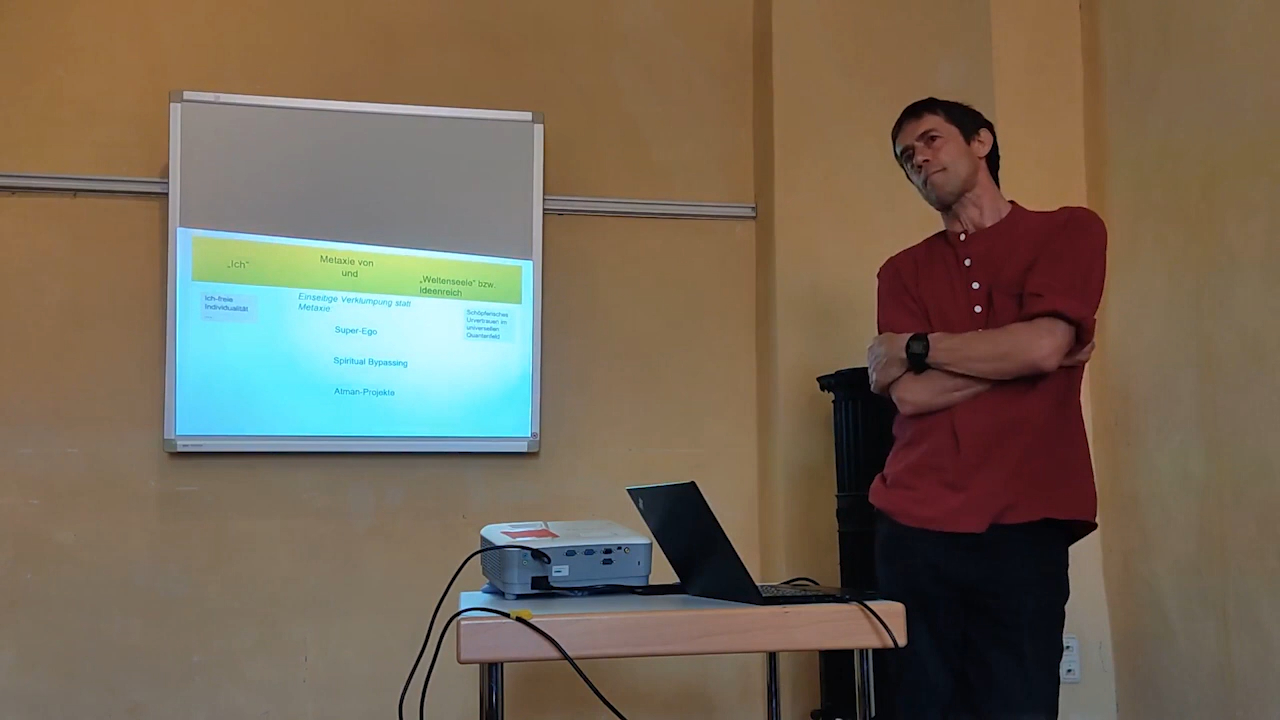 „Ich“
Metaxie von
und
„Weltenseele“ bzw.
Ideenreich
Ich-freie
Individualität
Einseitige Verklumpung statt
Metaxie
Schöpferisches
Urvertrauen im
universellen
Quantenfeld
Super-Ego
Spiritual Bypassing
Atman-Projekte